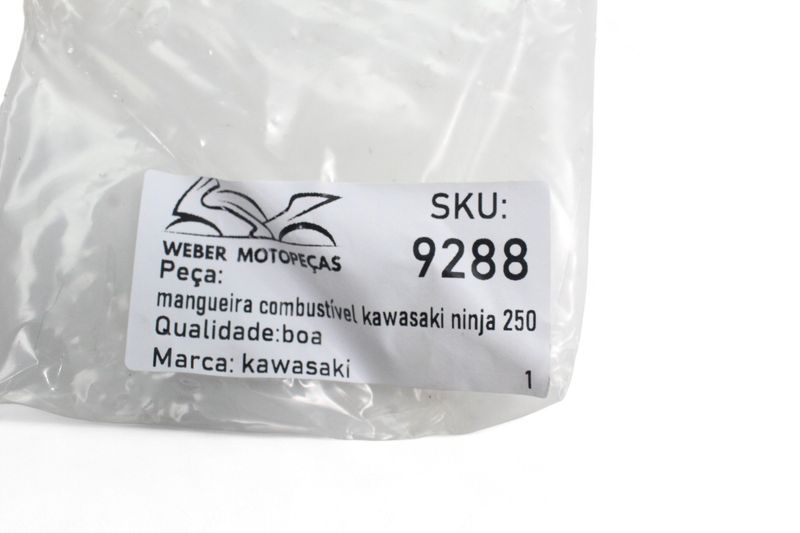 WEBER MOTOPEÇAS
SKU:
9288
Peça:
mangueira combustível kawasaki ninja 250
Qualidade:boa
Marca: kawasaki
1